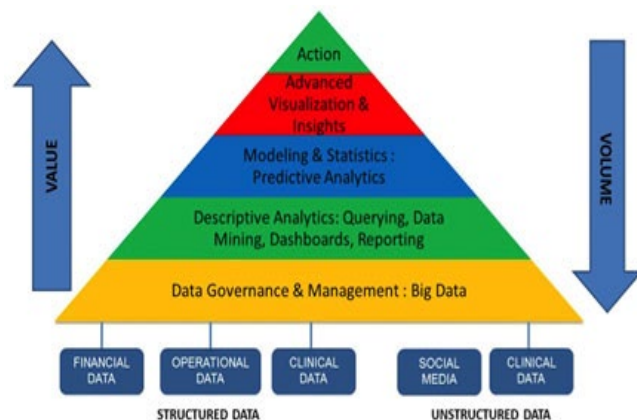 Action
Advanced
Visualization &
Insights
VALUE
VOLUME
Modeling & Statistics :
Predictive Analytics
Descriptive Analytics: Querying, Data
Mining, Dashboards, Reporting
Data Governance & Management : Big Data
FINANCIAL
DATA
OPERATIONAL
DATA
CLINICAL
DATA
SOCIAL
MEDIA
CLINICAL
DATA
STRUCTURED DATA
UNSTRUCTURED DATA